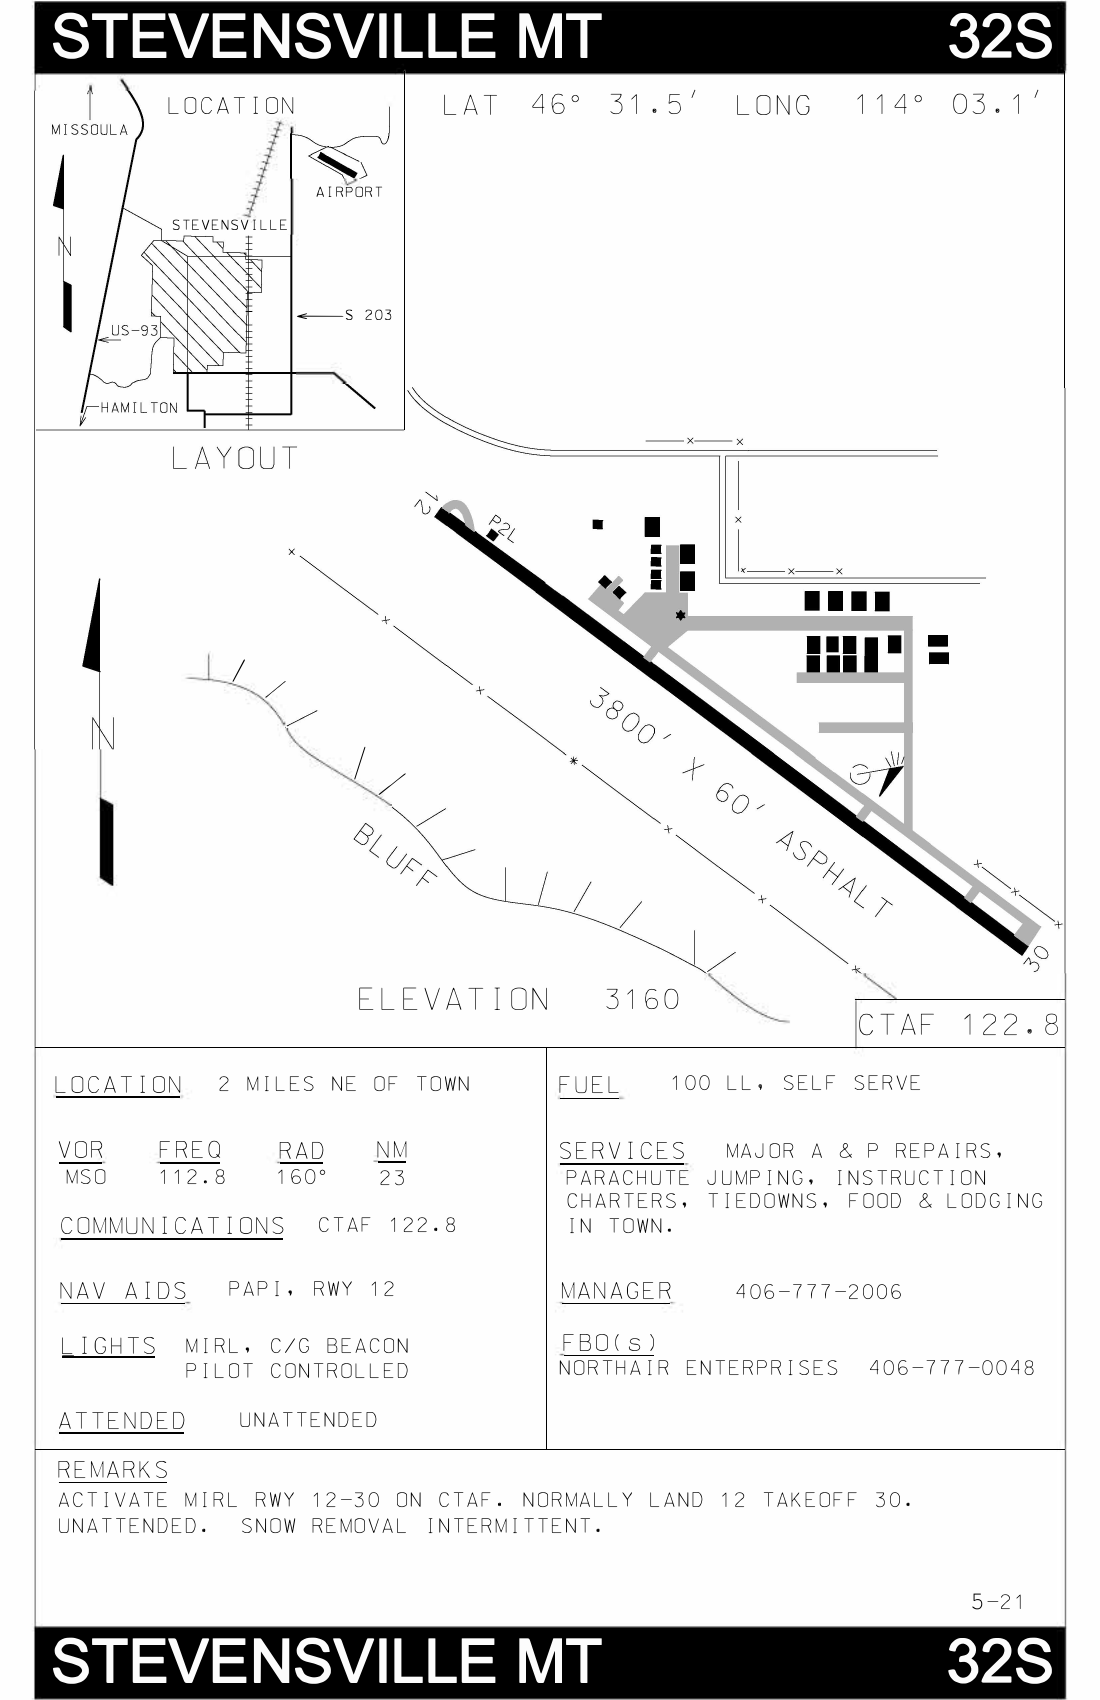 STEVENSVILLE MT 32S
LOCATION
MISSOULA
AIRPORT
STEVENSVILLE
N
S 203
US-93
HAMILTON
LAT 46° 31.5′ LONG 114° 03.1′
LAYOUT
12
P2L
N
3800′ X 60′ ASPHALT
BLUFF
30
ELEVATION 3160
CTAF 122.8
LOCATION 2 MILES NE OF TOWN
VOR FREQ RAD NM
MSO 112.8 160° 23
COMMUNICATIONS CTAF 122.8
NAV AIDS PAPI, RWY 12
LIGHTS MIRL, C/G BEACON
PILOT CONTROLLED
ATTENDED UNATTENDED
FUEL 100 LL, SELF SERVE
SERVICES MAJOR A & P REPAIRS,
PARACHUTE JUMPING, INSTRUCTION
CHARTERS, TIEDOWNS, FOOD & LODGING
IN TOWN.
MANAGER 406-777-2006
FBO(s)
NORTHAIR ENTERPRISES 406-777-0048
REMARKS
ACTIVATE MIRL RWY 12-30 ON CTAF. NORMALLY LAND 12 TAKEOFF 30.
UNATTENDED. SNOW REMOVAL INTERMITTENT.
5-21
STEVENSVILLE MT 32S